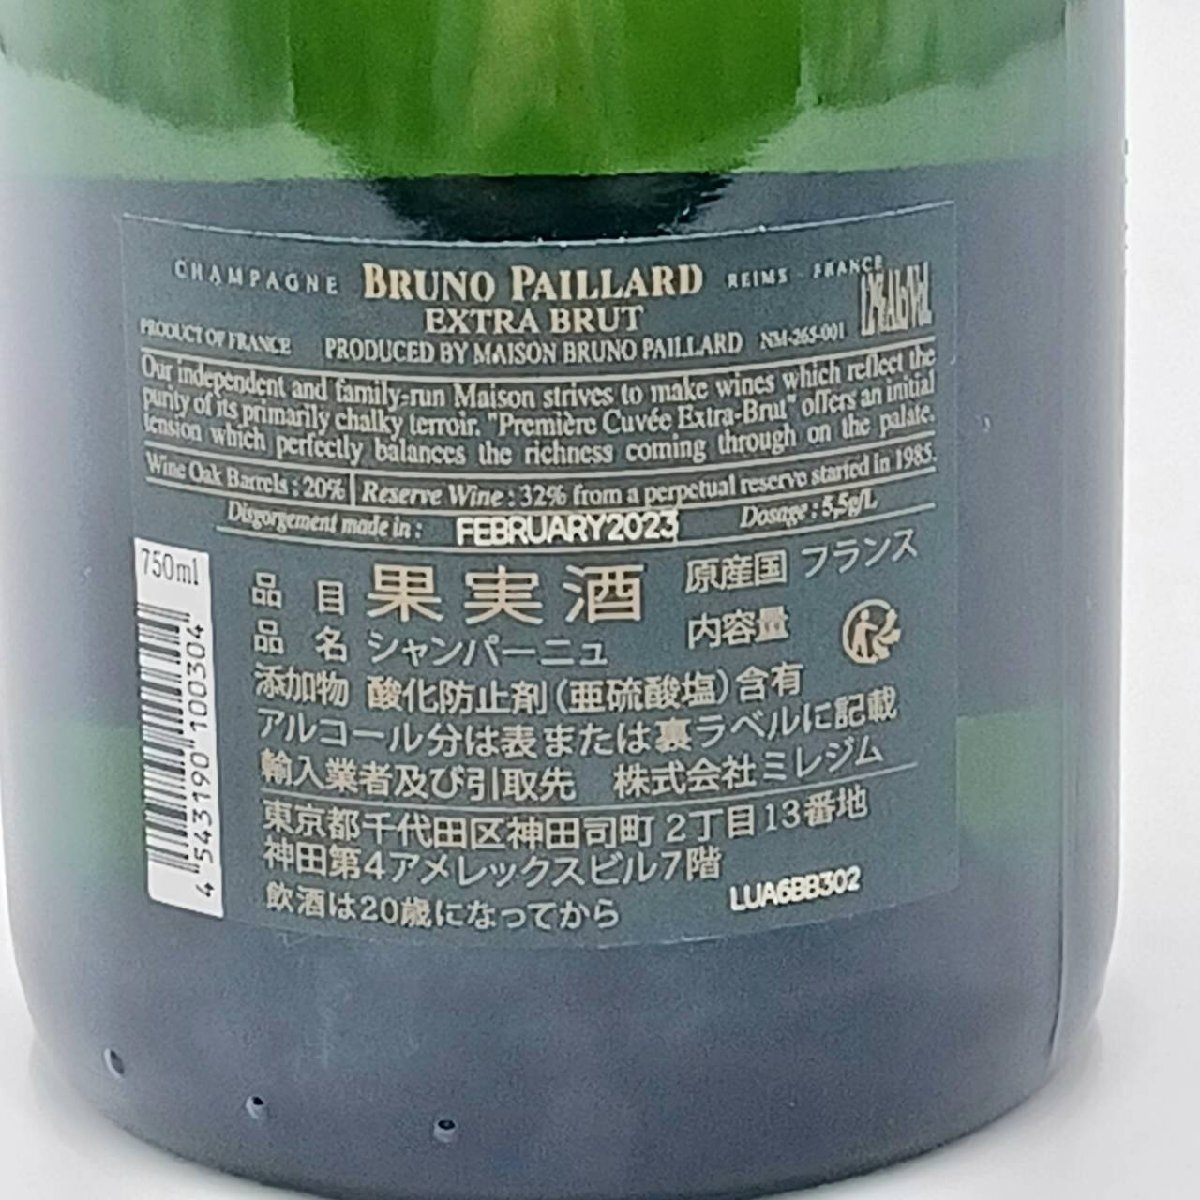 CHAMPAGNE BRUNO PAILLARD REIMS - FRANCE
EXTRA BRUT 12%Alc/Vol.
PRODUCT OF FRANCE PRODUCED BY MAISON BRUNO PAILLARD NM-265-001
Our independent and family-run Maison strives to make wines which reflect the
purity of its primarily chalky terroir. "Première Cuvée Extra-Brut" offers an initial
tension which perfectly balances the richness coming through on the palate.
Wine Oak Barrels : 20% Reserve Wine : 32% from a perpetual reserve started in 1985.
Disgorgement made in : FEBRUARY2023 Dosage : 5,5g/L
750ml
品目 果実酒 原産国 フランス
品名 シャンパーニュ 内容量
添加物 酸化防止剤(亜硫酸塩)含有
アルコール分は表または裏ラベルに記載
輸入業者及び引取先 株式会社ミレジム
東京都千代田区神田司町2丁目13番地
神田第4アメレックスビル7階
飲酒は20歳になってから
LUA6BB302
4 543190 100304